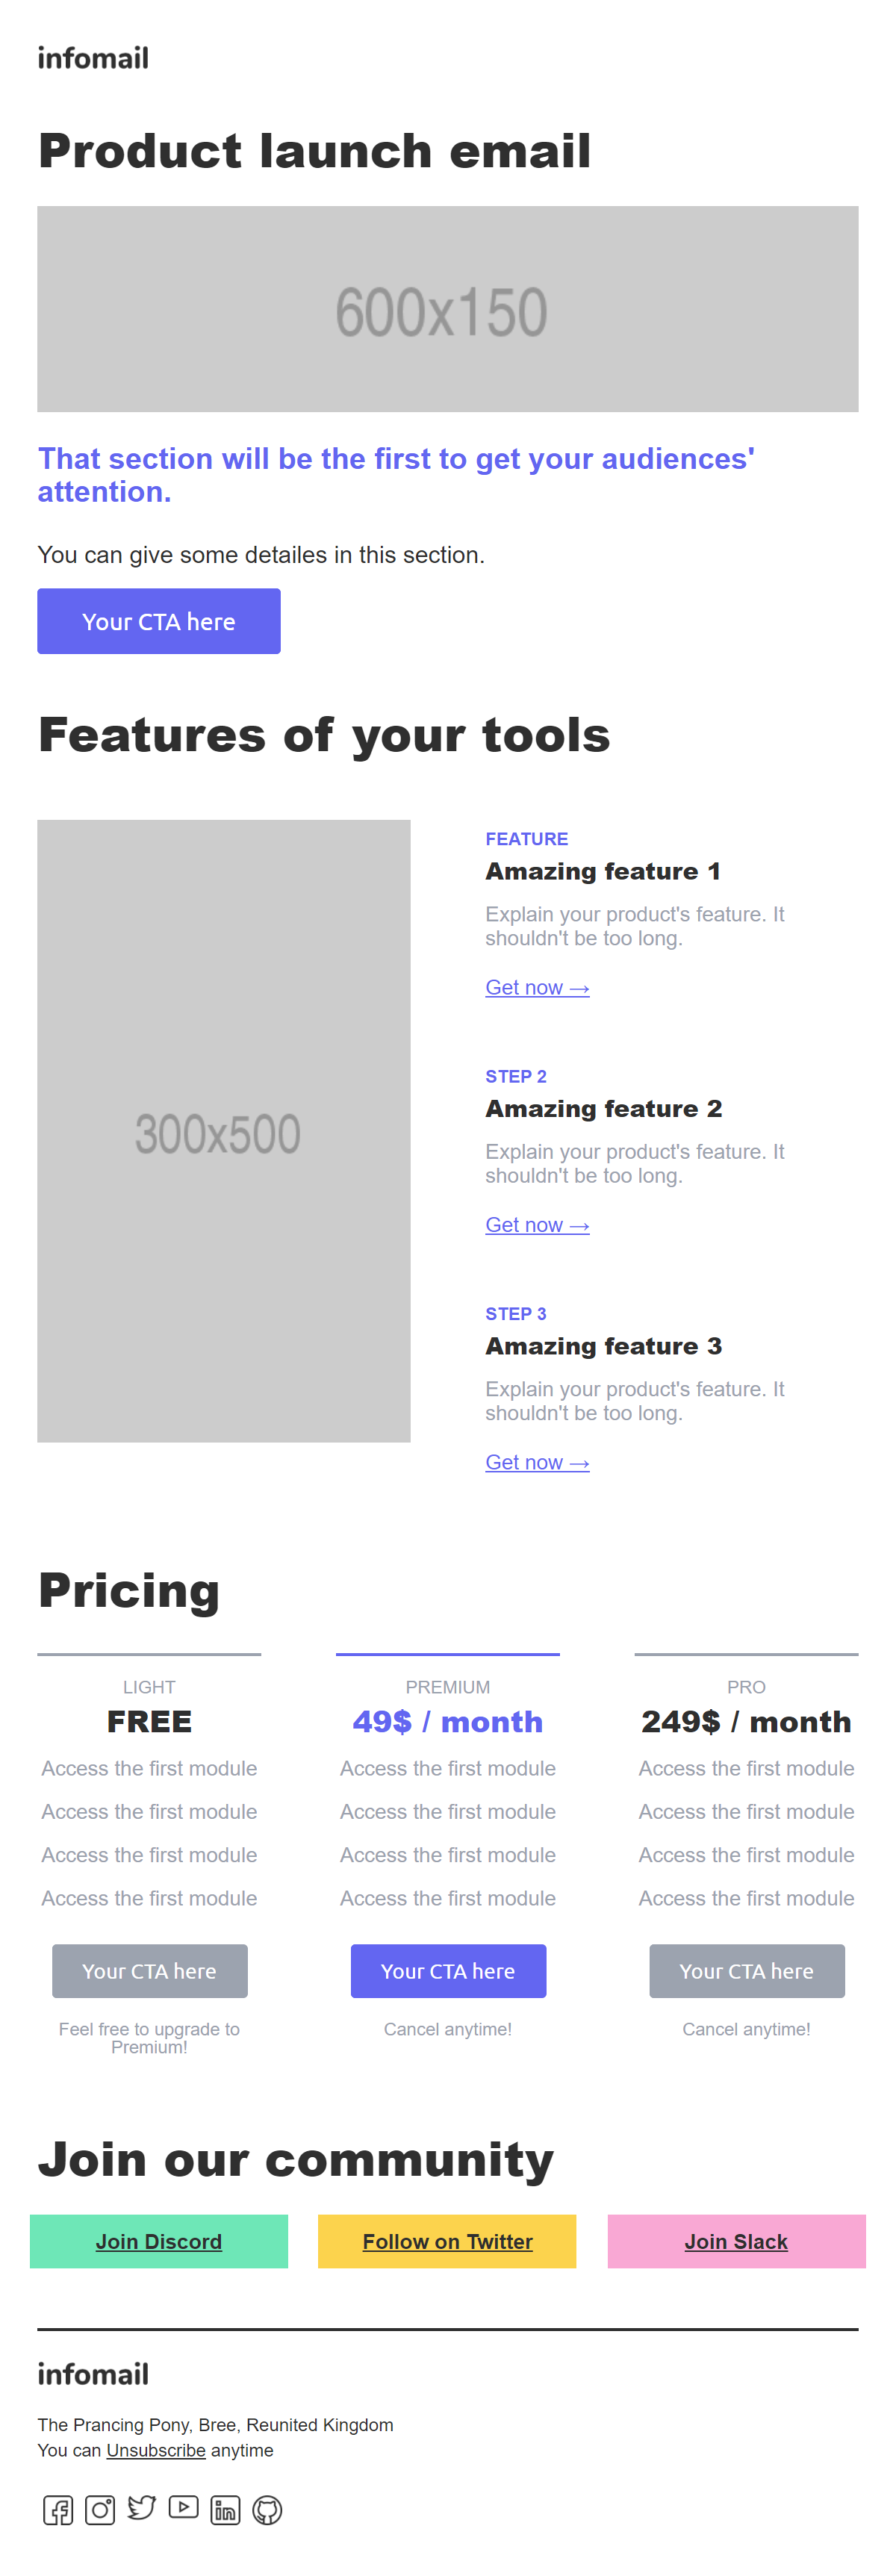 infomail
Product launch email
600x150
That section will be the first to get your audiences'
attention.
You can give some detailes in this section.
Your CTA here
Features of your tools
300x500
FEATURE
Amazing feature 1
Explain your product's feature. It
shouldn't be too long.
Get now →
STEP 2
Amazing feature 2
Explain your product's feature. It
shouldn't be too long.
Get now →
STEP 3
Amazing feature 3
Explain your product's feature. It
shouldn't be too long.
Get now →
Pricing
LIGHT
FREE
Access the first module
Access the first module
Access the first module
Access the first module
Your CTA here
Feel free to upgrade to
Premium!
PREMIUM
49$ / month
Access the first module
Access the first module
Access the first module
Access the first module
Your CTA here
Cancel anytime!
PRO
249$ / month
Access the first module
Access the first module
Access the first module
Access the first module
Your CTA here
Cancel anytime!
Join our community
Join Discord
Follow on Twitter
Join Slack
infomail
The Prancing Pony, Bree, Reunited Kingdom
You can Unsubscribe anytime